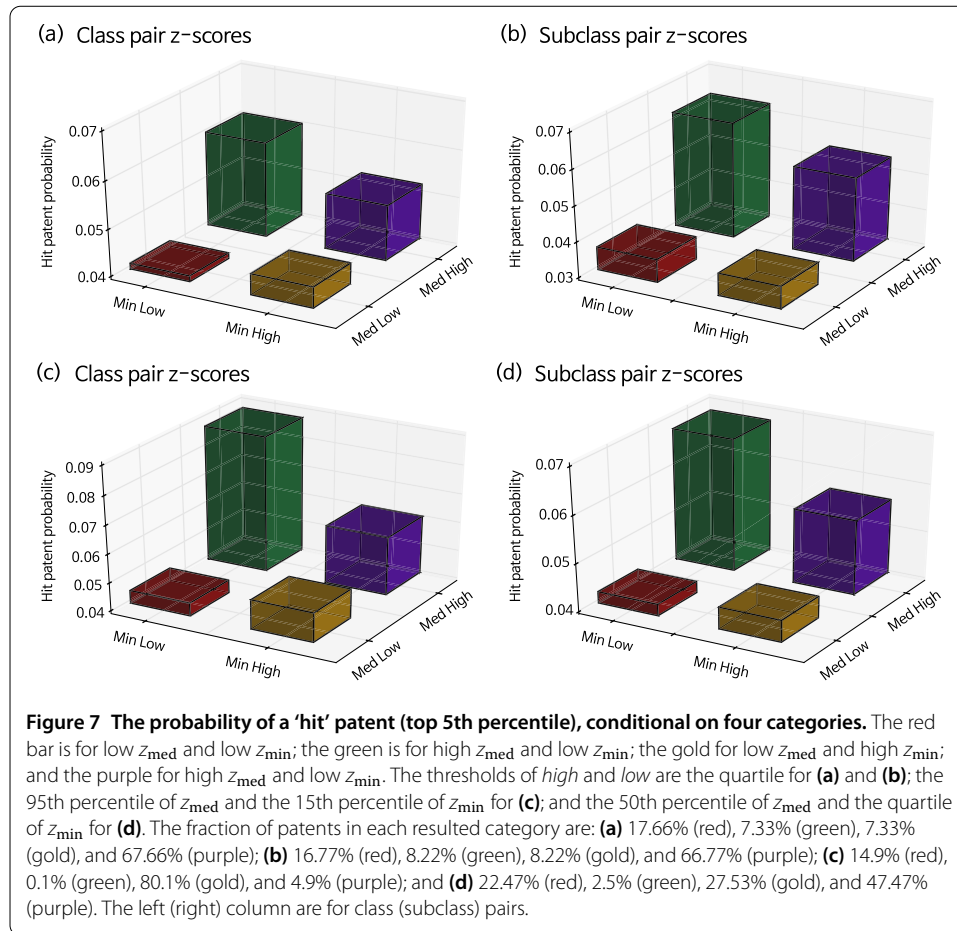 (a) Class pair z-scores
(b) Subclass pair z-scores
Hit patent probability
0.07
0.06
0.05
0.04
Min Low
Min High
Med Low
Med High
Hit patent probability
0.07
0.06
0.05
0.04
0.03
Min Low
Min High
Med Low
Med High
(c) Class pair z-scores
(d) Subclass pair z-scores
Hit patent probability
0.09
0.08
0.07
0.06
0.05
0.04
Min Low
Min High
Med Low
Med High
Hit patent probability
0.07
0.06
0.05
0.04
Min Low
Min High
Med Low
Med High
Figure 7 The probability of a ‘hit’ patent (top 5th percentile), conditional on four categories. The red
bar is for low z_med and low z_min; the green is for high z_med and low z_min; the gold for low z_med and high z_min;
and the purple for high z_med and low z_min. The thresholds of high and low are the quartile for (a) and (b); the
95th percentile of z_med and the 15th percentile of z_min for (c); and the 50th percentile of z_med and the quartile
of z_min for (d). The fraction of patents in each resulted category are: (a) 17.66% (red), 7.33% (green), 7.33%
(gold), and 67.66% (purple); (b) 16.77% (red), 8.22% (green), 8.22% (gold), and 66.77% (purple); (c) 14.9% (red),
0.1% (green), 80.1% (gold), and 4.9% (purple); and (d) 22.47% (red), 2.5% (green), 27.53% (gold), and 47.47%
(purple). The left (right) column are for class (subclass) pairs.